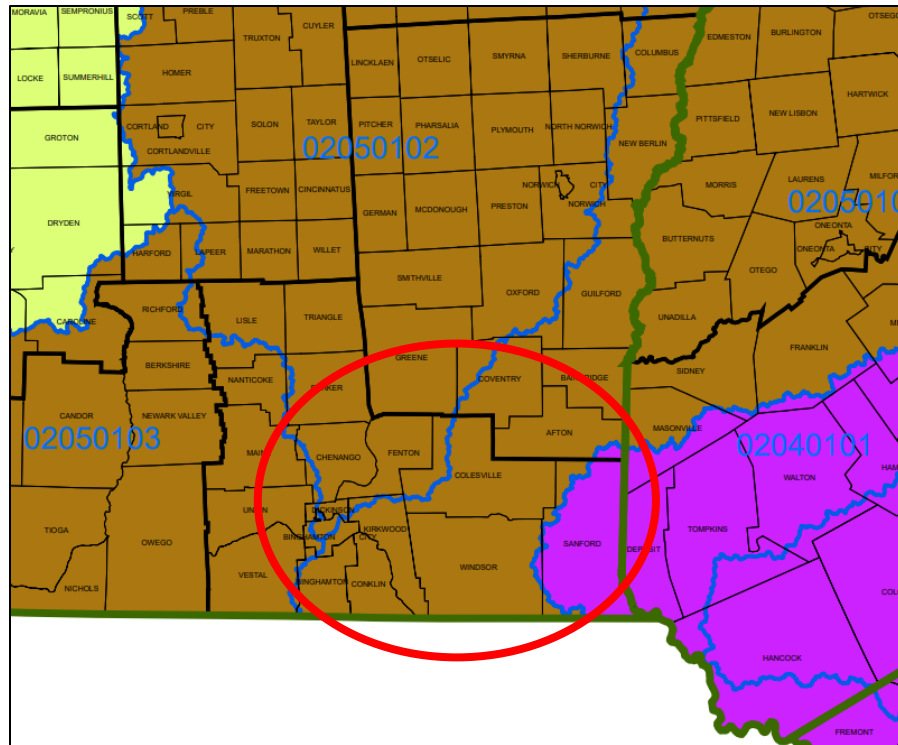 MORAVIA
SEMPRONIUS
SCOTT
PREBLE
TRUXTON
CUYLER
LINCKLAEN
OTSELIC
SMYRNA
SHERBURNE
COLUMBUS
EDMESTON
BURLINGTON
OTSEGO
LOCKE
SUMMERHILL
HOMER
HARTWICK
GROTON
CORTLAND CITY
CORTLANDVILLE
SOLON
TAYLOR
PITCHER
PHARSALIA
PLYMOUTH
NORTH NORWICH
NEW BERLIN
PITTSFIELD
NEW LISBON
02050102
DRYDEN
VIRGIL
FREETOWN
CINCINNATUS
GERMAN
MCDONOUGH
PRESTON
NORWICH CITY
NORWICH
MORRIS
LAURENS
MILFOR
0205010
HARFORD
LAPEER
MARATHON
WILLET
BUTTERNUTS
ONEONTA
ONEONTA CITY
OTEGO
SMITHVILLE
OXFORD
GUILFORD
UNADILLA
CAROLINE
RICHFORD
LISLE
TRIANGLE
FRANKLIN
BERKSHIRE
NANTICOKE
BARKER
GREENE
COVENTRY
BAINBRIDGE
SIDNEY
CANDOR
NEWARK VALLEY
02050103
MAIN
CHENANGO
FENTON
COLESVILLE
AFTON
MASONVILLE
02040101
WALTON
HAM
TIOGA
OWEGO
UNION
DICKINSON
BINGHAMTON CITY
KIRKWOOD
SANFORD
DEPOSIT
TOMPKINS
NICHOLS
VESTAL
BINGHAMTON
CONKLIN
WINDSOR
COL
HANCOCK
FREMONT